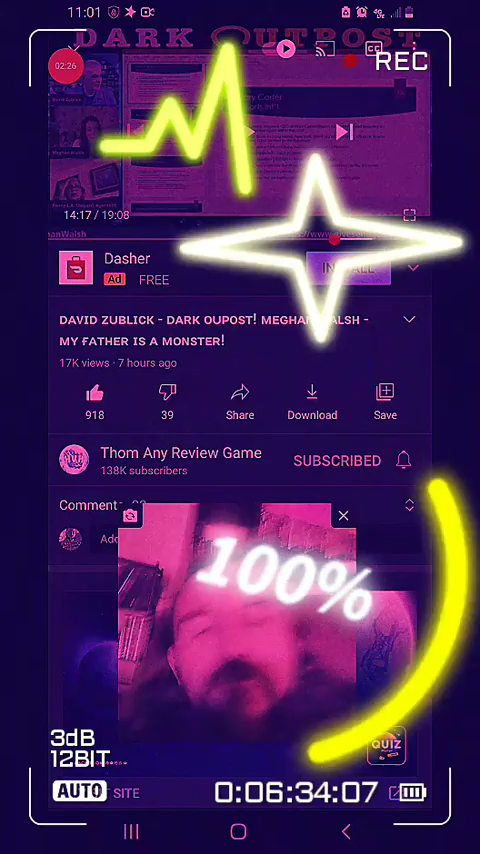 11:01
DARK OUTPOST
REC
02:26
14:17 / 19:08
Dasher
Ad FREE
INSTALL
DAVID ZUBLICK - DARK OUPOST! MEGHAN WALSH -
MY FATHER IS A MONSTER!
17K views · 7 hours ago
918
39
Share
Download
Save
Thom Any Review Game
138K subscribers
SUBSCRIBED
Comments
100%
3dB
12BIT
QUIZ
AUTO
SITE
0:06:34:07